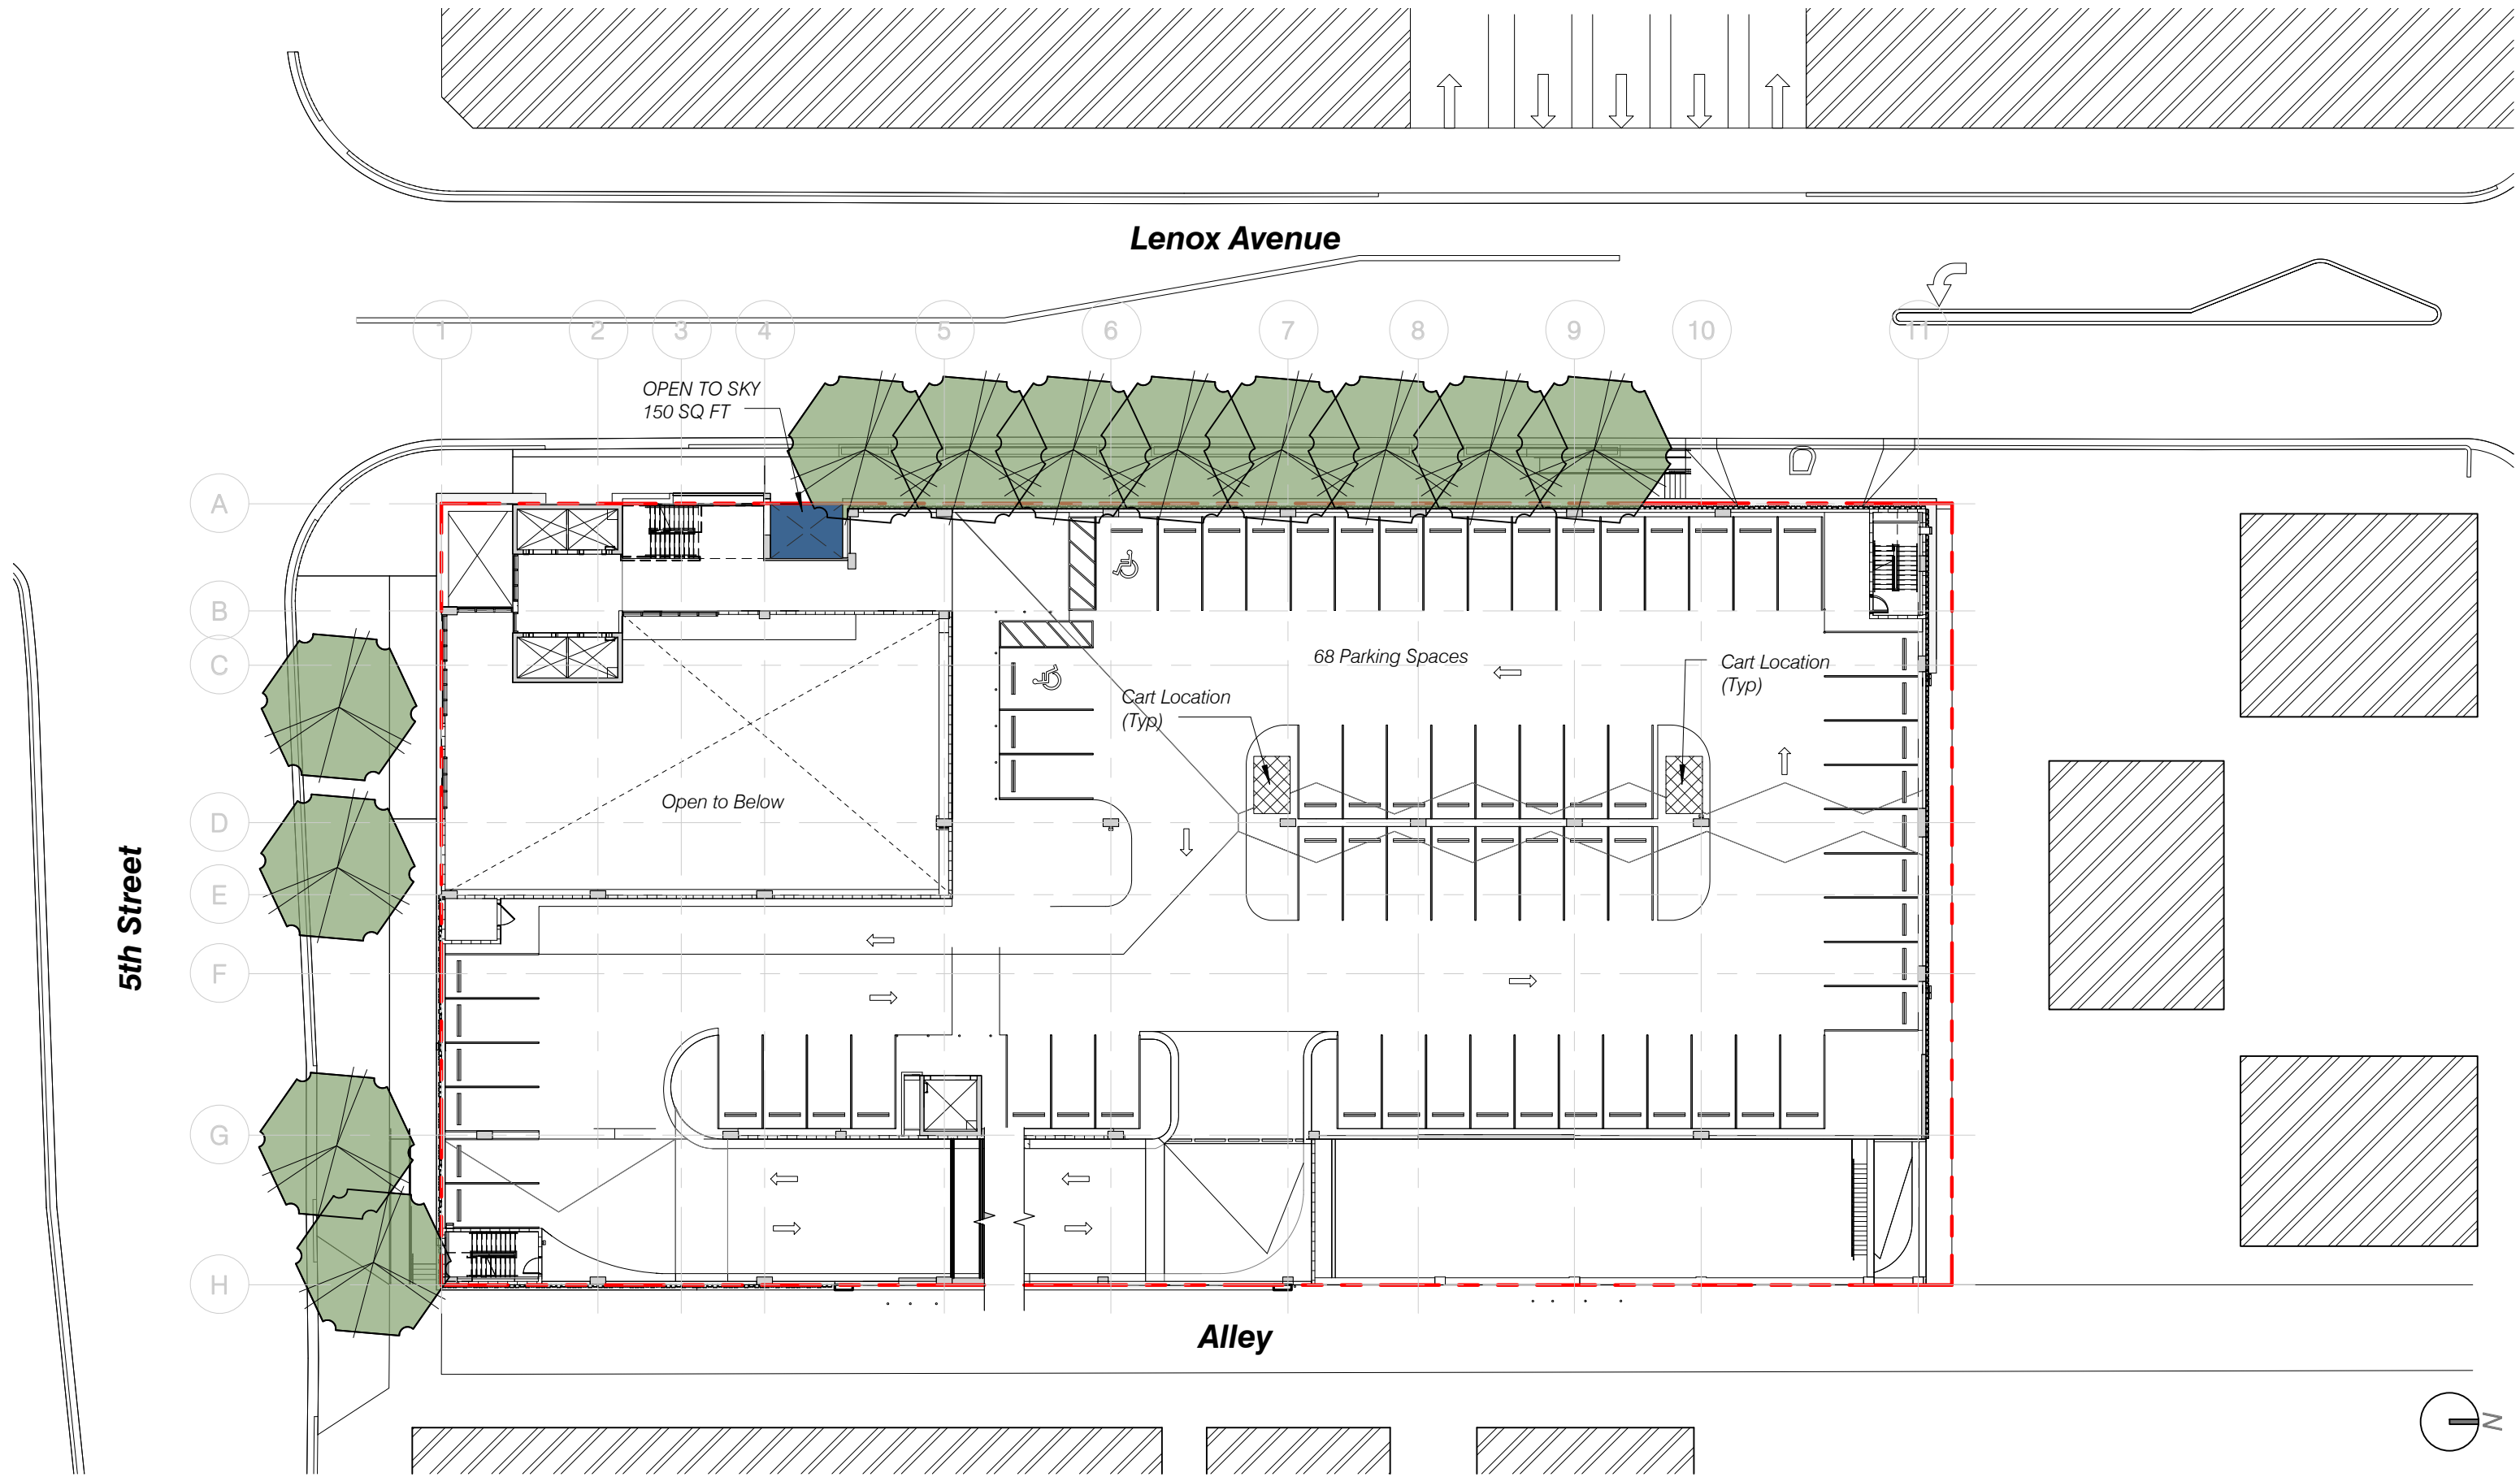 Lenox Avenue
1
2
3
4
5
6
7
8
9
10
11
OPEN TO SKY
150 SQ FT
A
B
C
68 Parking Spaces
Cart Location
(Typ)
Cart Location
(Typ)
Open to Below
D
5th Street
E
F
G
H
Alley
N